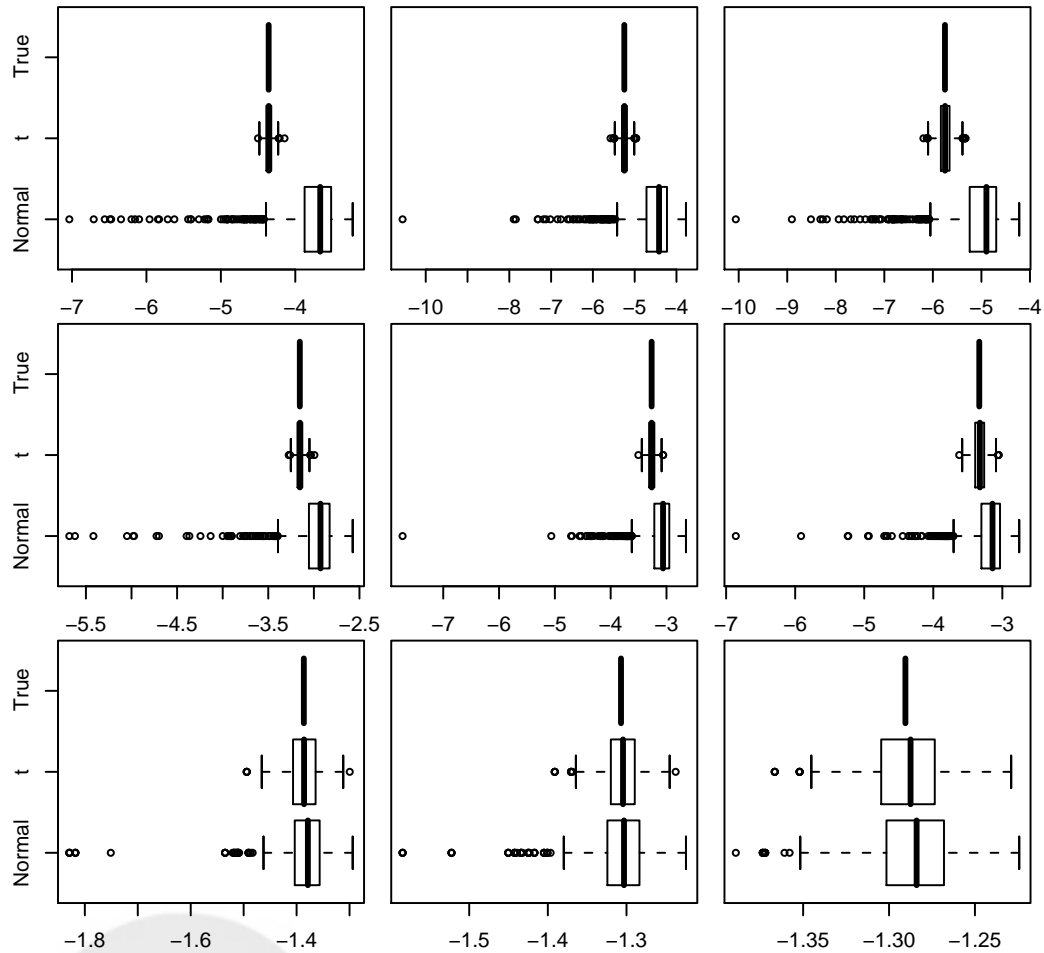 True
t
Normal
−7 −6 −5 −4
−10 −8 −7 −6 −5 −4
−10 −9 −8 −7 −6 −5 −4
True
t
Normal
−5.5 −4.5 −3.5 −2.5
−7 −6 −5 −4 −3
−7 −6 −5 −4 −3
True
t
Normal
−1.8 −1.6 −1.4
−1.5 −1.4 −1.3
−1.35 −1.30 −1.25